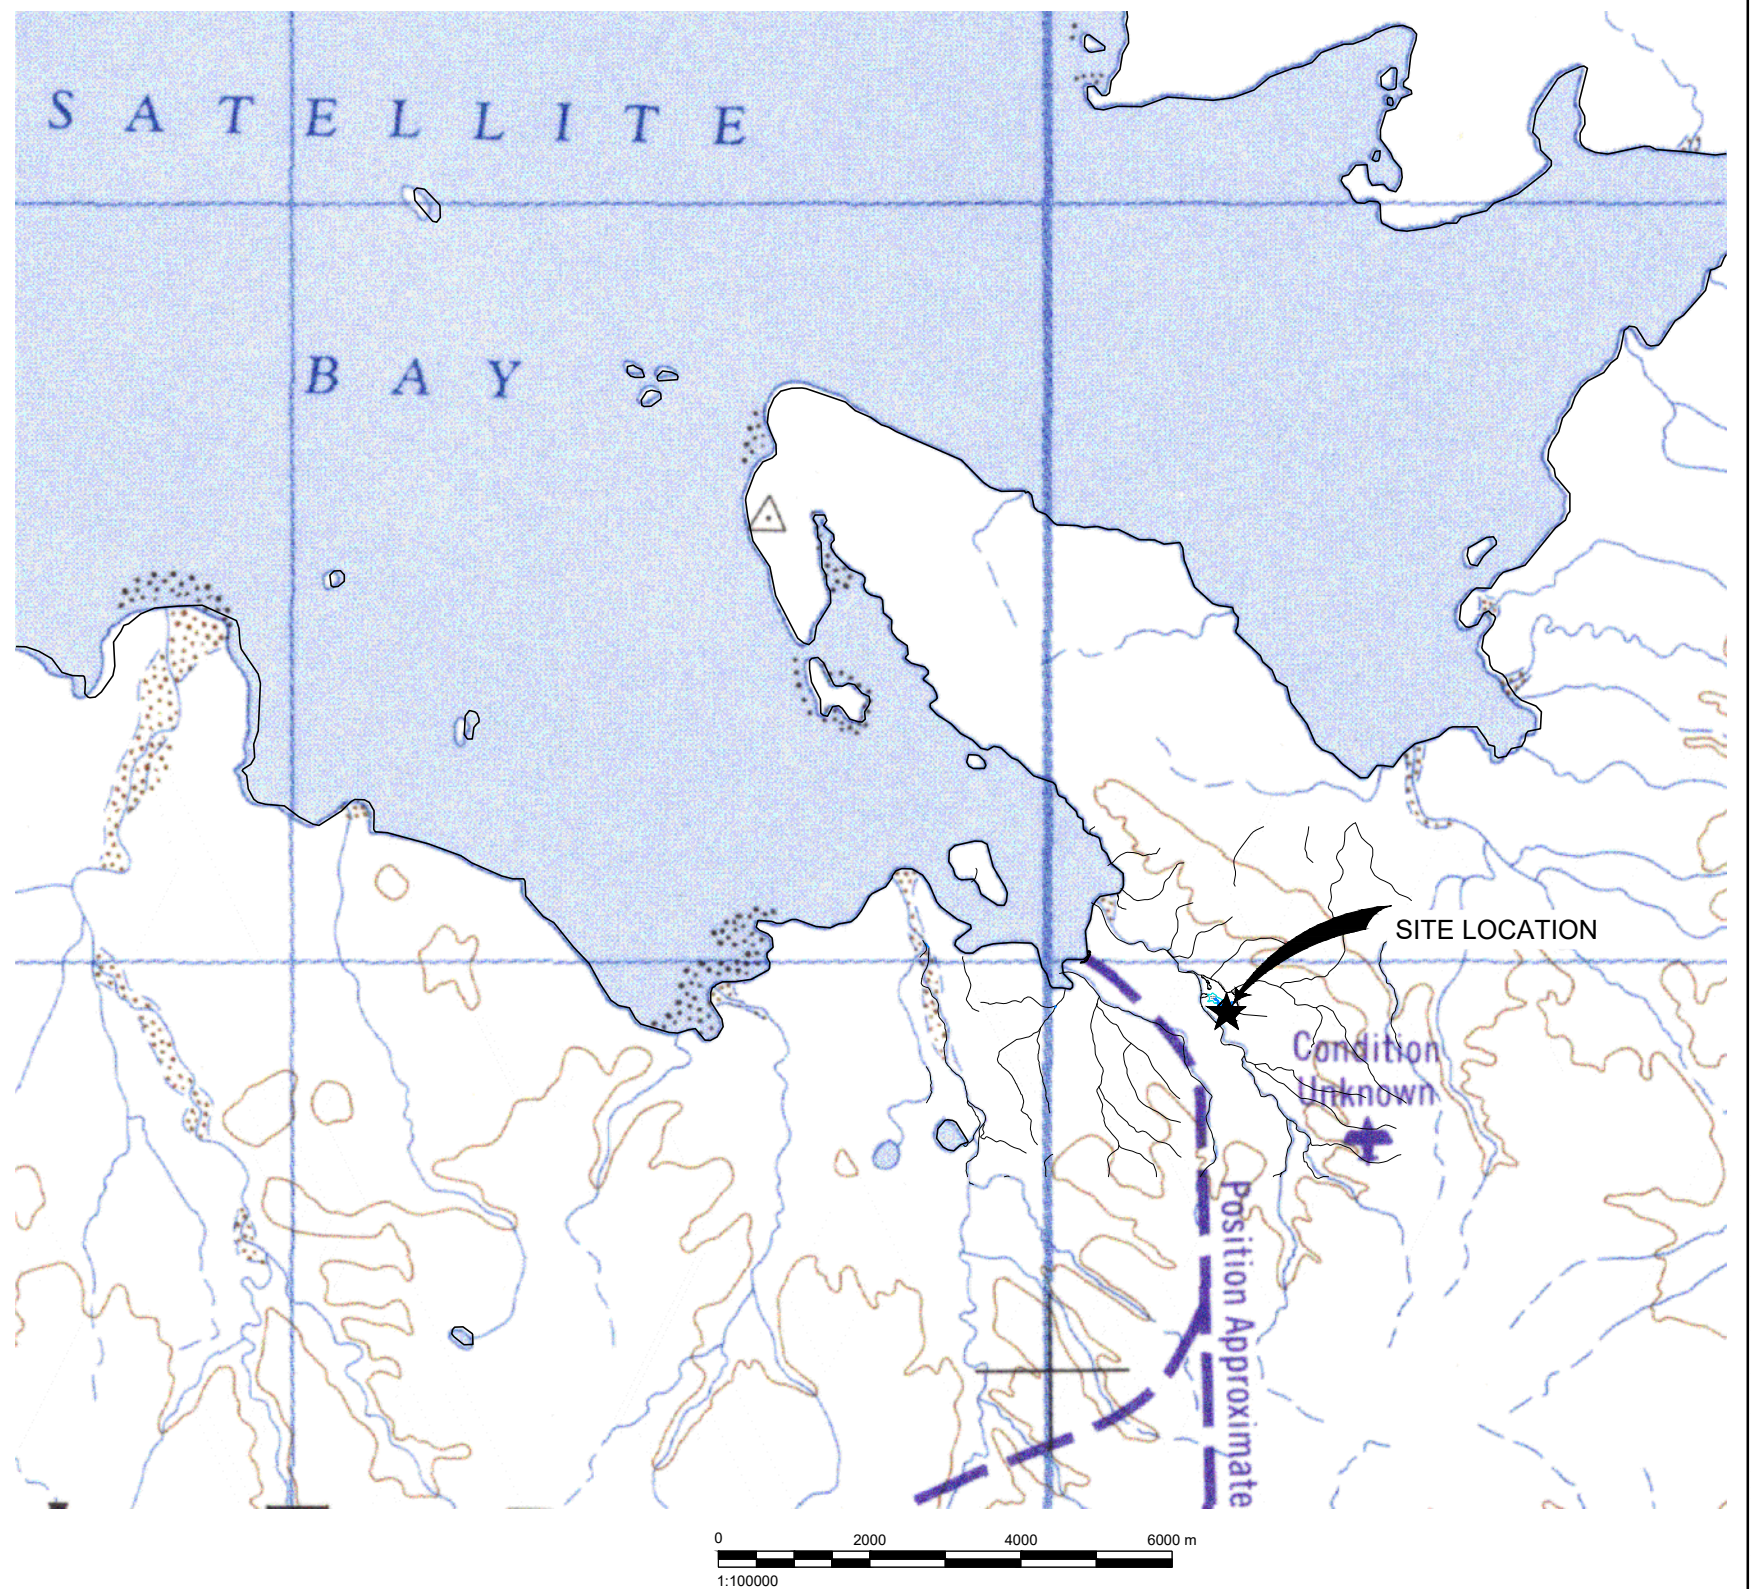 SATELLITE
BAY
SITE LOCATION
Condition
Unknown
Position Approximate
0 2000 4000 6000 m
1:100000